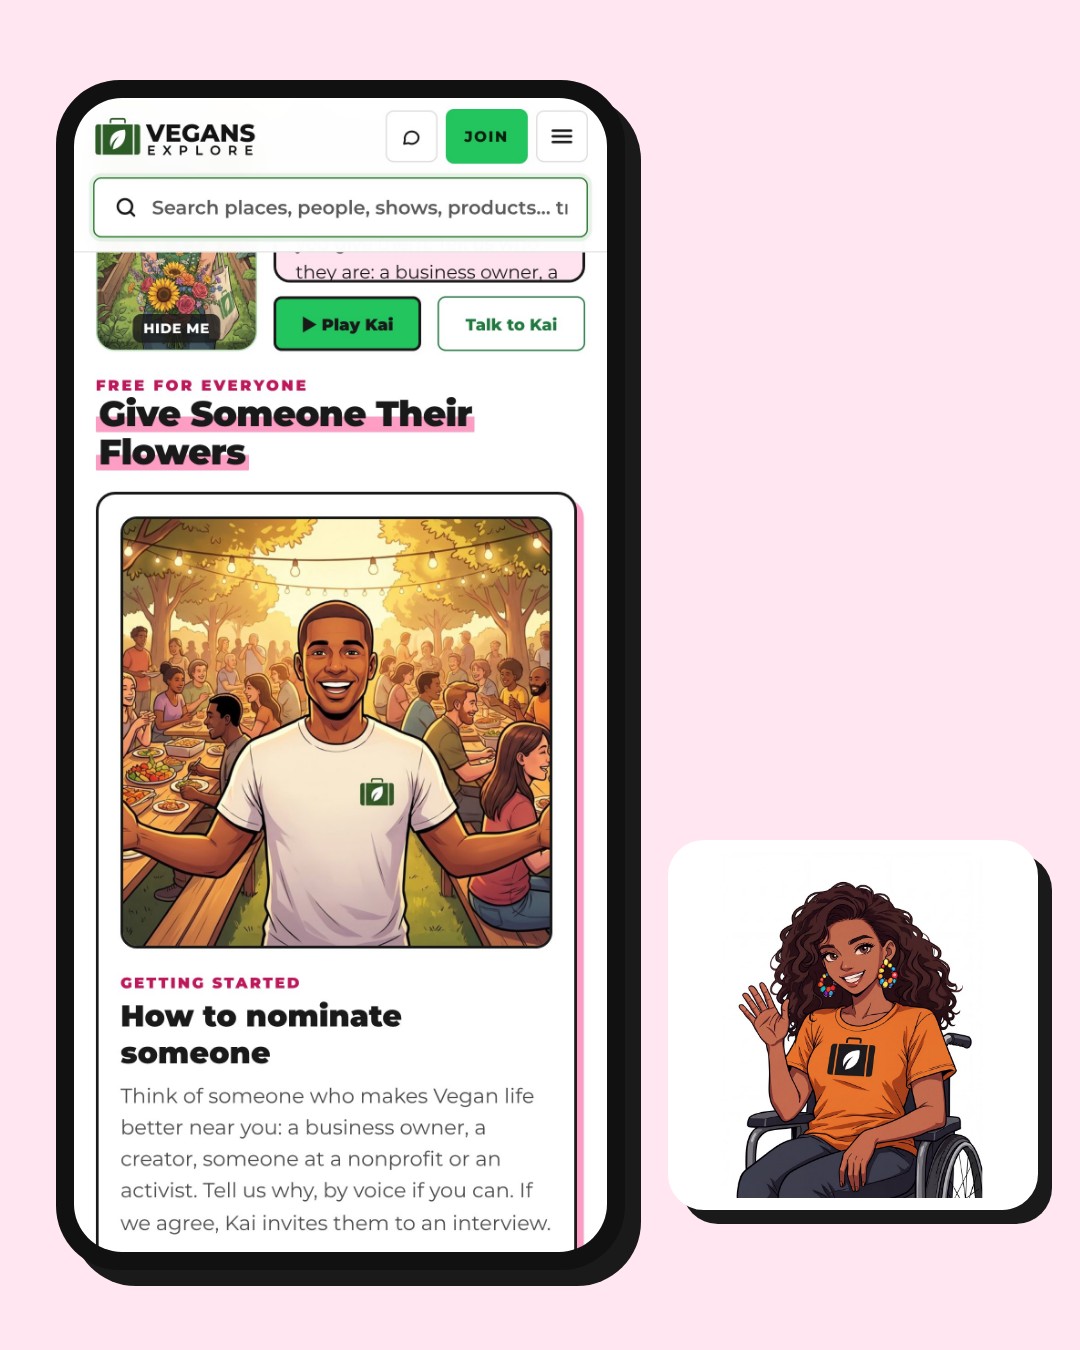 VEGANS
EXPLORE
JOIN
Search places, people, shows, products...
they are: a business owner, a
HIDE ME
Play Kai
Talk to Kai
FREE FOR EVERYONE
Give Someone Their
Flowers
GETTING STARTED
How to nominate
someone
Think of someone who makes Vegan life
better near you: a business owner, a
creator, someone at a nonprofit or an
activist. Tell us why, by voice if you can. If
we agree, Kai invites them to an interview.